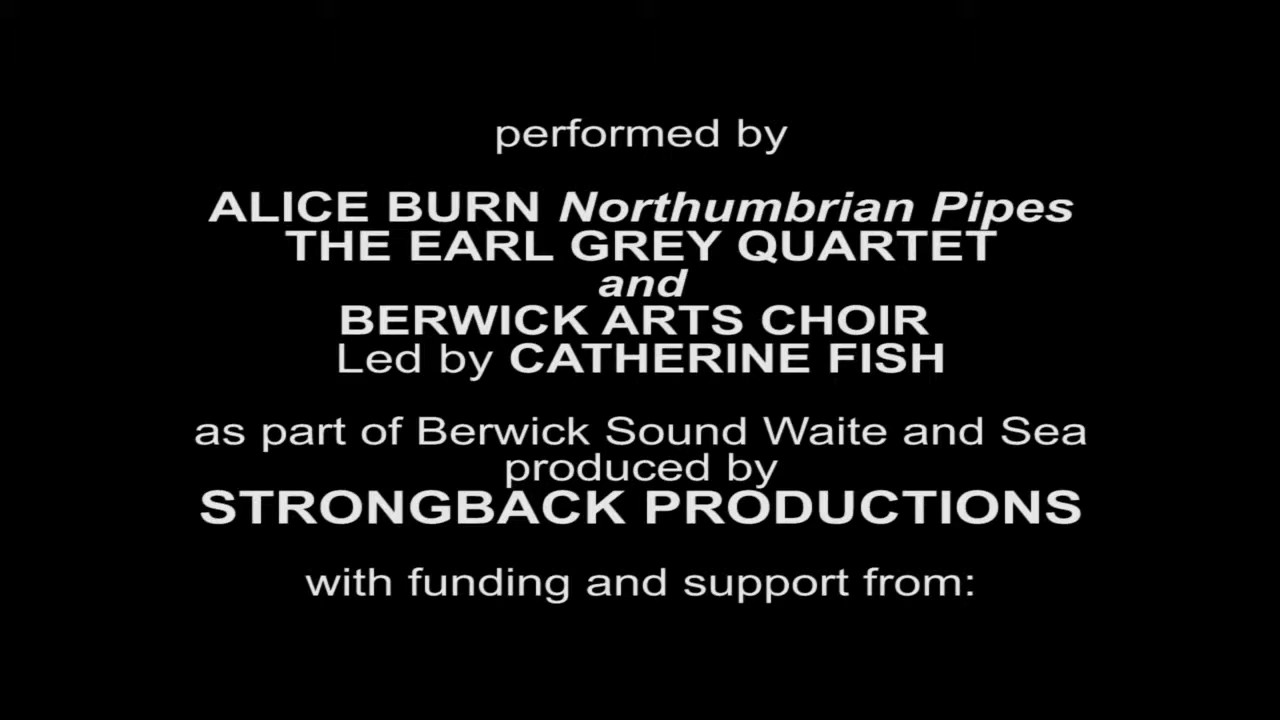 performed by
ALICE BURN Northumbrian Pipes
THE EARL GREY QUARTET
and
BERWICK ARTS CHOIR
Led by CATHERINE FISH
as part of Berwick Sound Waite and Sea
produced by
STRONGBACK PRODUCTIONS
with funding and support from: